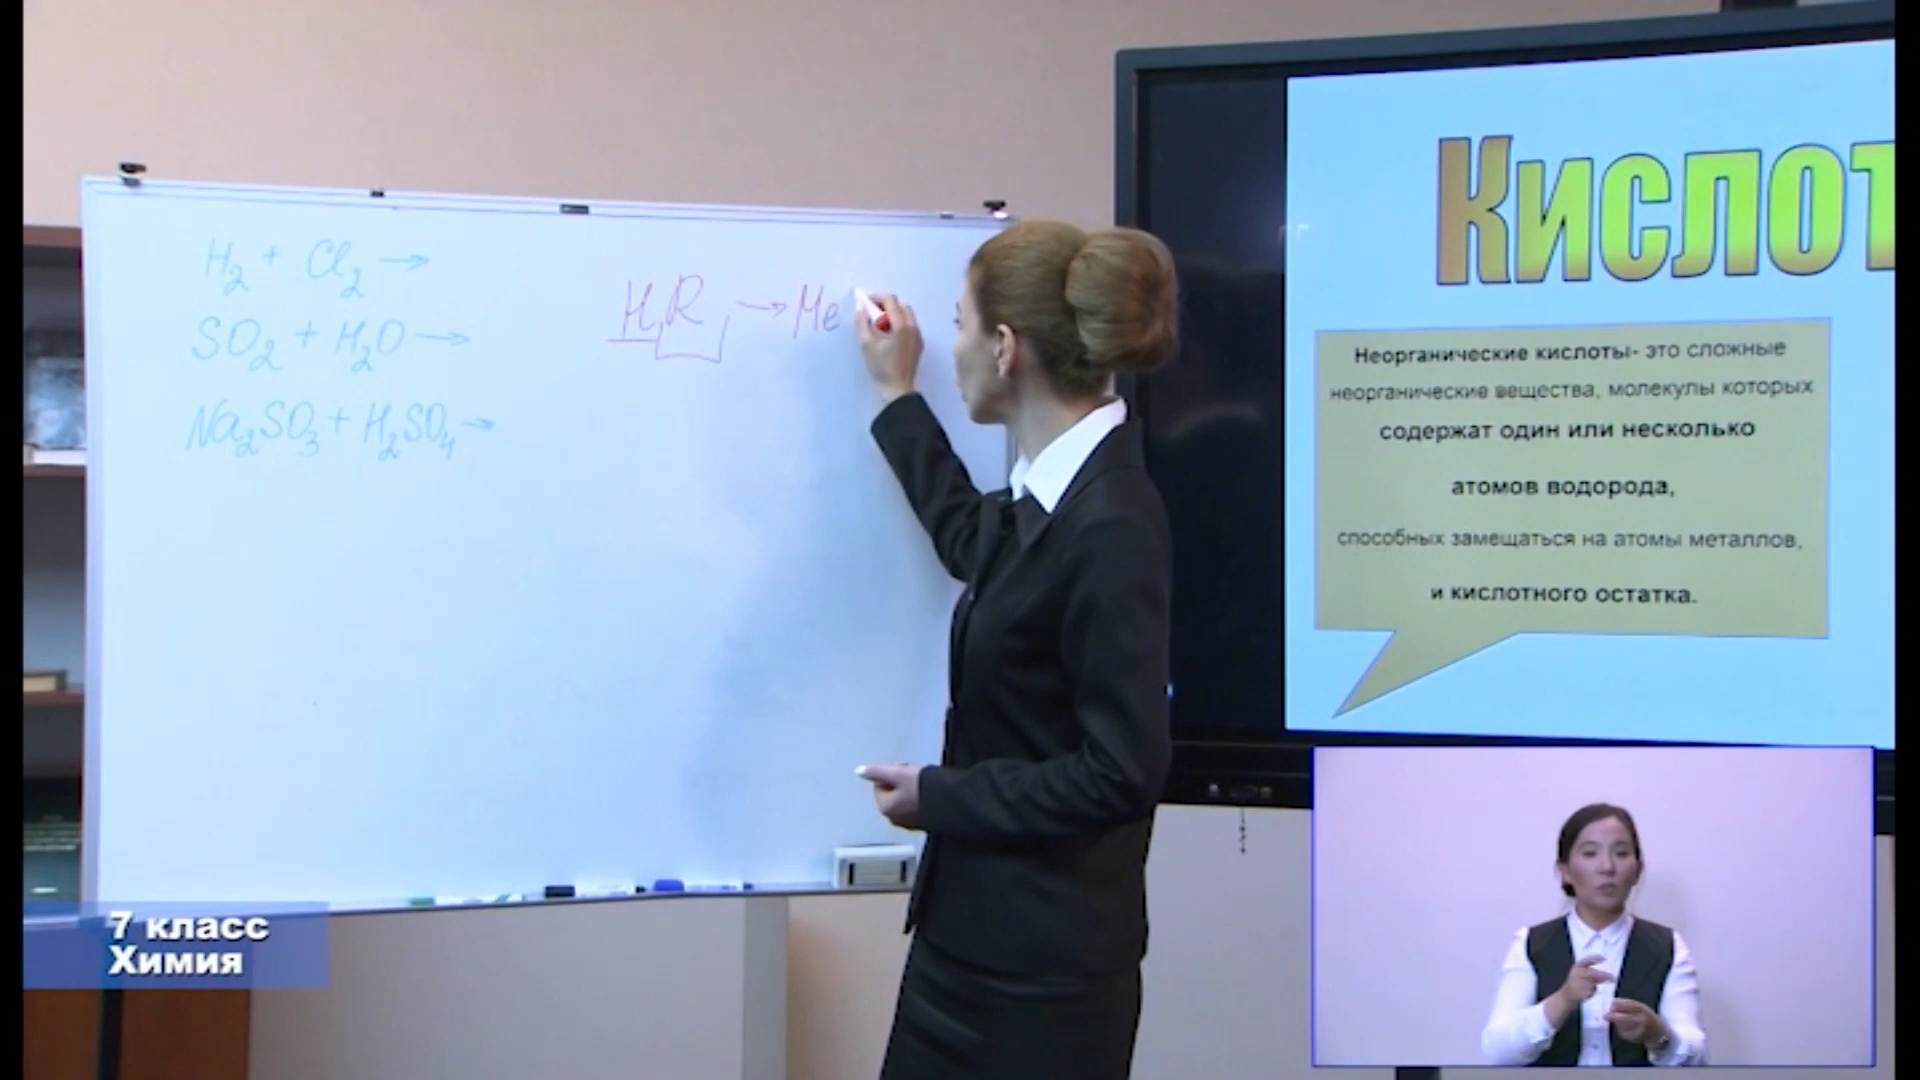 H₂ + Cl₂ →
SO₂ + H₂O →
Na₂SO₃ + H₂SO₄ →
H, R, → Me
Кислот
Неорганические кислоты- это сложные
неорганические вещества, молекулы которых
содержат один или несколько
атомов водорода,
способных замещаться на атомы металлов,
и кислотного остатка.
7 класс
Химия